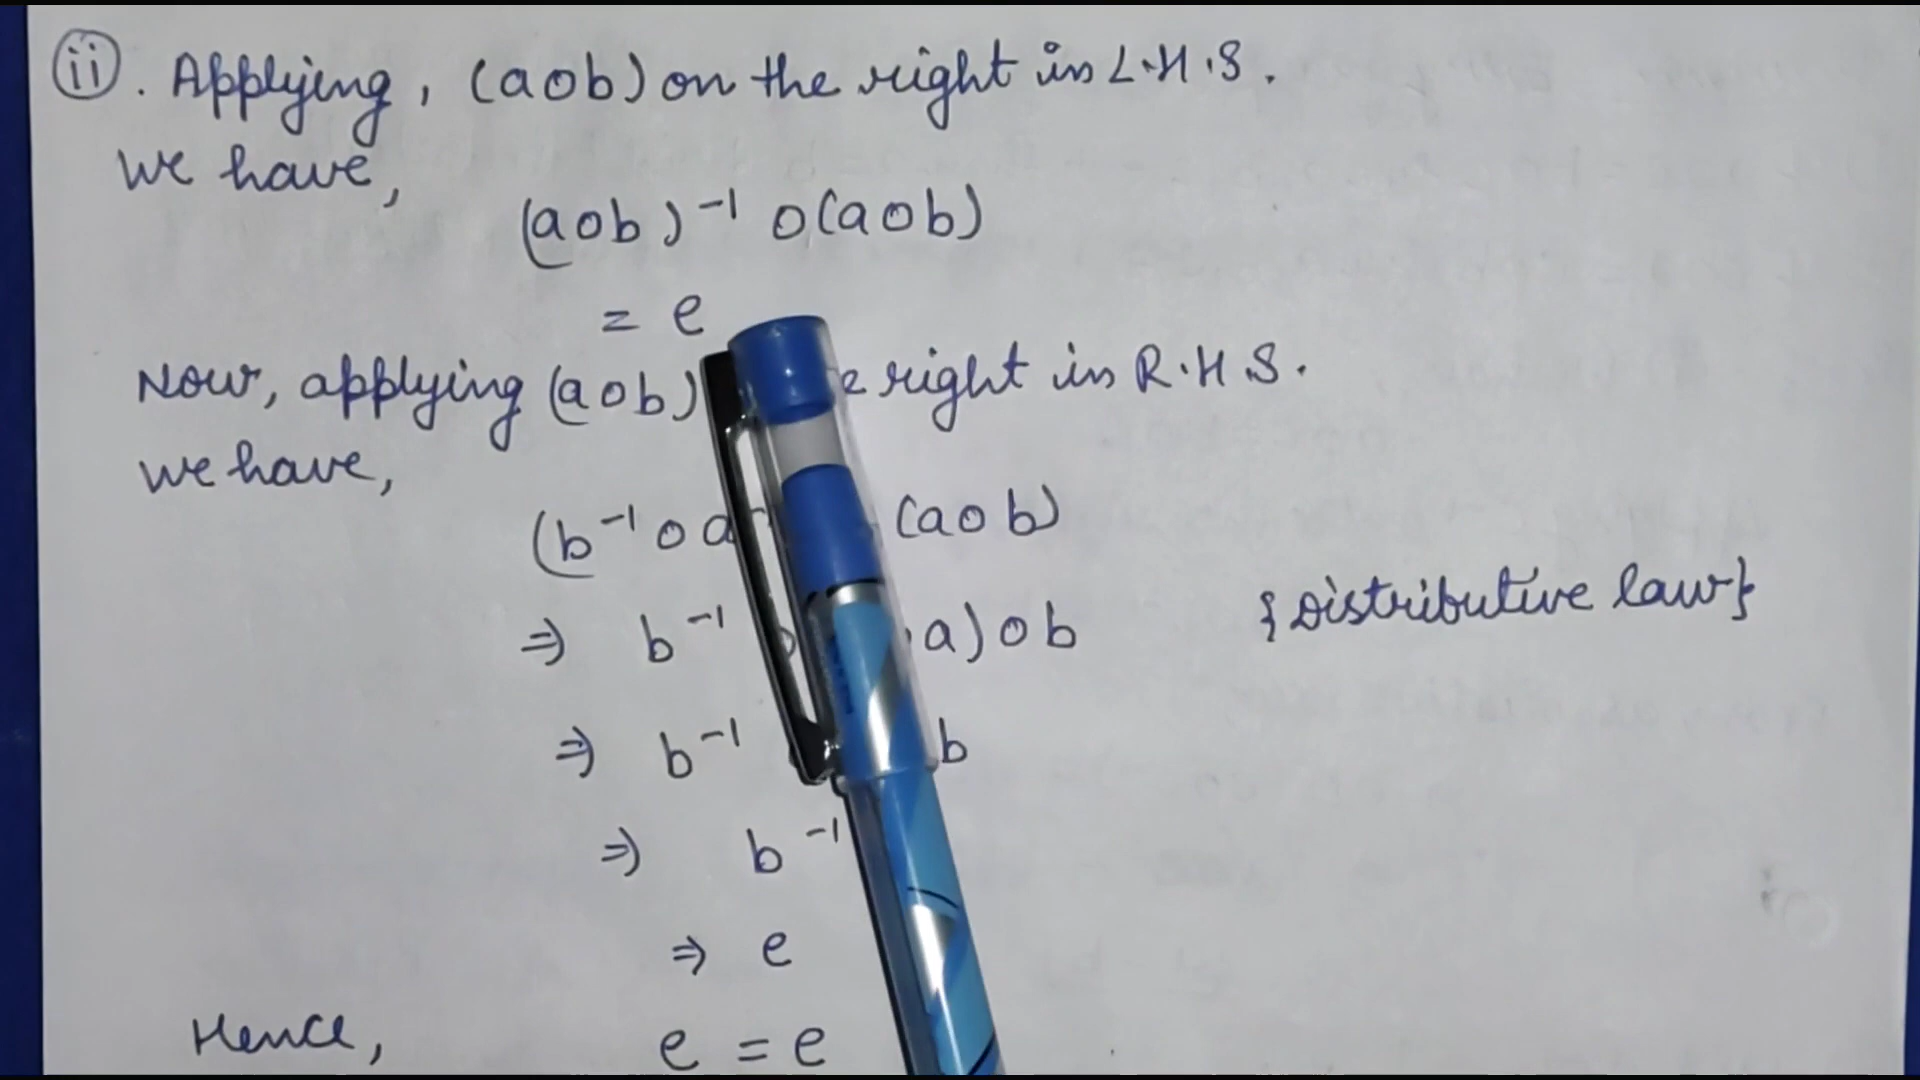 (ii). Applying, (aob) on the right in L.H.S.
We have,
(aob)⁻¹ o(aob)
= e
Now, applying (aob) right in R.H.S.
We have,
(b⁻¹ o a (aob)
⇒ b⁻¹ o a) o b {Distributive law}
⇒ b⁻¹ b
⇒ b⁻¹
⇒ e
Hence, e = e